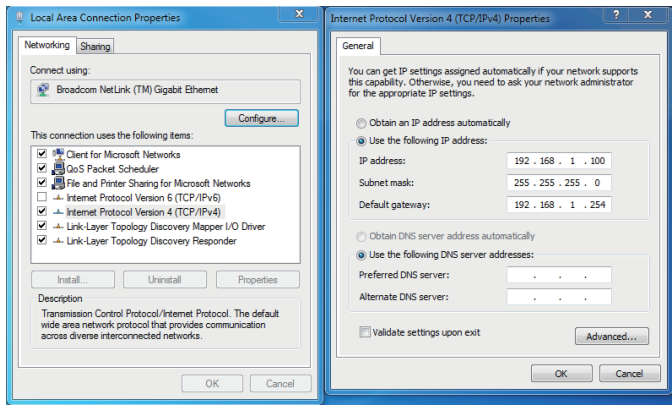 Local Area Connection Properties
Networking
Sharing
Connect using:
Broadcom NetLink (TM) Gigabit Ethernet
Configure...
This connection uses the following items:
Client for Microsoft Networks
QoS Packet Scheduler
File and Printer Sharing for Microsoft Networks
Internet Protocol Version 6 (TCP/IPv6)
Internet Protocol Version 4 (TCP/IPv4)
Link-Layer Topology Discovery Mapper I/O Driver
Link-Layer Topology Discovery Responder
Install...
Uninstall
Properties
Description
Transmission Control Protocol/Internet Protocol. The default
wide area network protocol that provides communication
across diverse interconnected networks.
OK
Cancel
Internet Protocol Version 4 (TCP/IPv4) Properties
General
You can get IP settings assigned automatically if your network supports
this capability. Otherwise, you need to ask your network administrator
for the appropriate IP settings.
Obtain an IP address automatically
Use the following IP address:
IP address: 192 . 168 . 1 . 100
Subnet mask: 255 . 255 . 255 . 0
Default gateway: 192 . 168 . 1 . 254
Obtain DNS server address automatically
Use the following DNS server addresses:
Preferred DNS server: . . .
Alternate DNS server: . . .
Validate settings upon exit
Advanced...
OK
Cancel